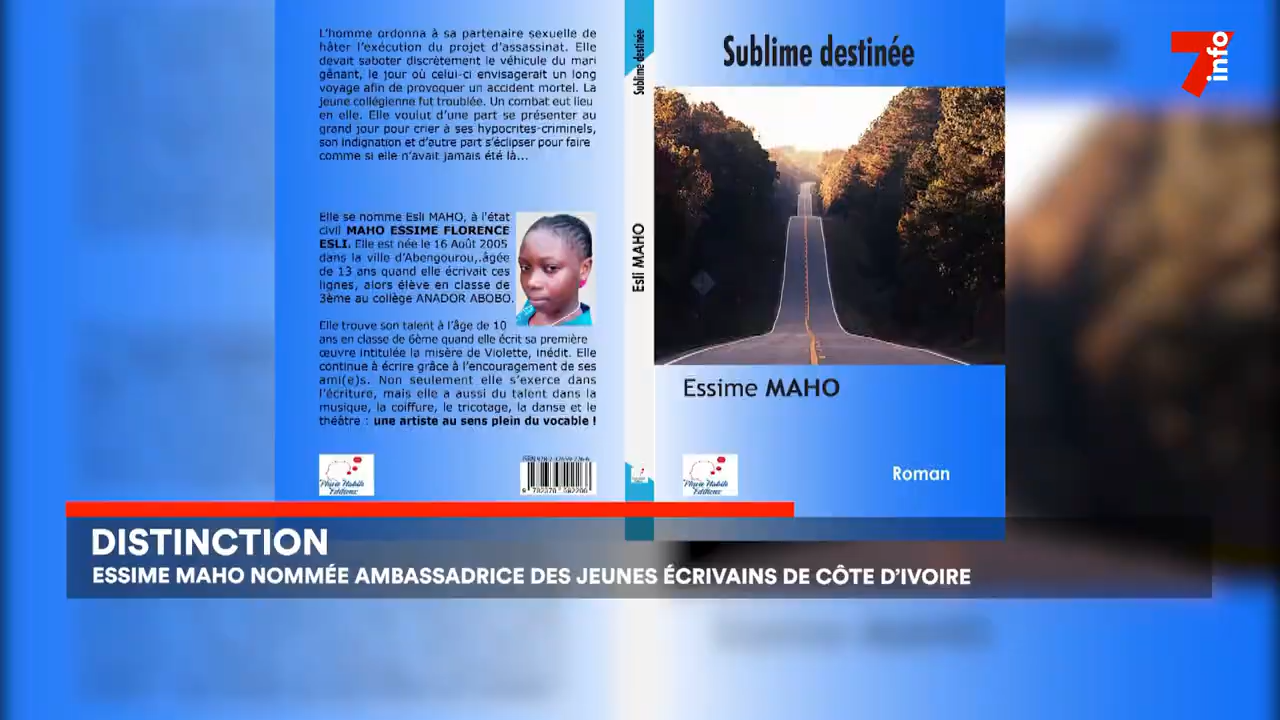 L'homme ordonna à sa partenaire sexuelle de
hâter l'exécution du projet d'assassinat. Elle
devait saboter discrètement le véhicule du mari
gênant, le jour où celui-ci envisagerait un long
voyage afin de provoquer un accident mortel. La
jeune collégienne fut troublée. Un combat eut lieu
en elle. Elle voulut d'une part se présenter au
grand jour pour crier à ses hypocrites-criminels,
son indignation et d'autre part s'éclipser pour faire
comme si elle n'avait jamais été là...
Elle se nomme Esli MAHO, à l'état
civil MAHO ESSIME FLORENCE
ESLI. Elle est née le 16 Août 2005
dans la ville d'Abengourou,.âgée
de 13 ans quand elle écrivait ces
lignes, alors élève en classe de
3ème au collège ANADOR ABOBO.
Elle trouve son talent à l'âge de 10
ans en classe de 6ème quand elle écrit sa première
œuvre intitulée la misère de Violette, inédit. Elle
continue à écrire grâce à l'encouragement de ses
ami(e)s. Non seulement elle s'exerce dans
l'écriture, mais elle a aussi du talent dans la
musique, la coiffure, le tricotage, la danse et le
théâtre : une artiste au sens plein du vocable !
Sublime destinée
Esli MAHO
Sublime destinée
Essime MAHO
Roman
7info
DISTINCTION
ESSIME MAHO NOMMÉE AMBASSADRICE DES JEUNES ÉCRIVAINS DE CÔTE D'IVOIRE